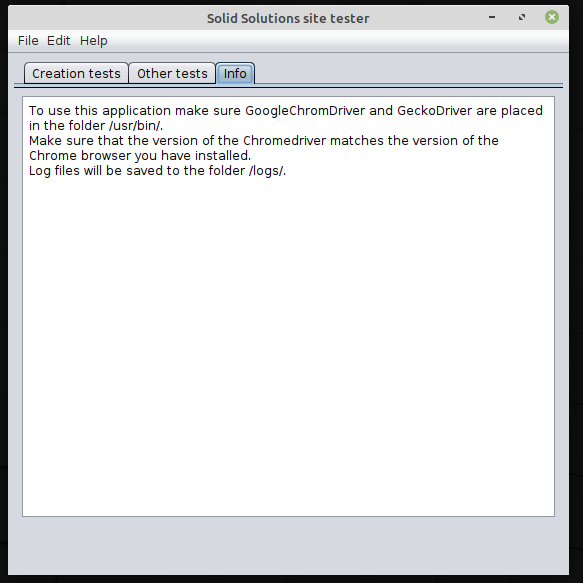 Solid Solutions site tester
File Edit Help
Creation tests Other tests Info
To use this application make sure GoogleChromDriver and GeckoDriver are placed
in the folder /usr/bin/.
Make sure that the version of the Chromedriver matches the version of the
Chrome browser you have installed.
Log files will be saved to the folder /logs/.